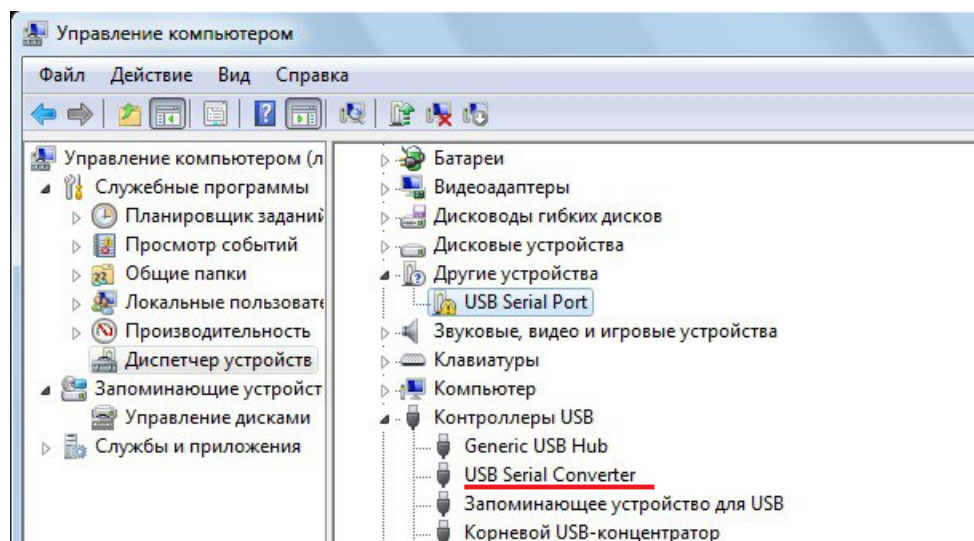 Управление компьютером
Файл Действие Вид Справка
Управление компьютером (л
Служебные программы
Планировщик заданий
Просмотр событий
Общие папки
Локальные пользовате
Производительность
Диспетчер устройств
Запоминающие устройст
Управление дисками
Службы и приложения
Батареи
Видеоадаптеры
Дисководы гибких дисков
Дисковые устройства
Другие устройства
USB Serial Port
Звуковые, видео и игровые устройства
Клавиатуры
Компьютер
Контроллеры USB
Generic USB Hub
USB Serial Converter
Запоминающее устройство для USB
Корневой USB-концентратор